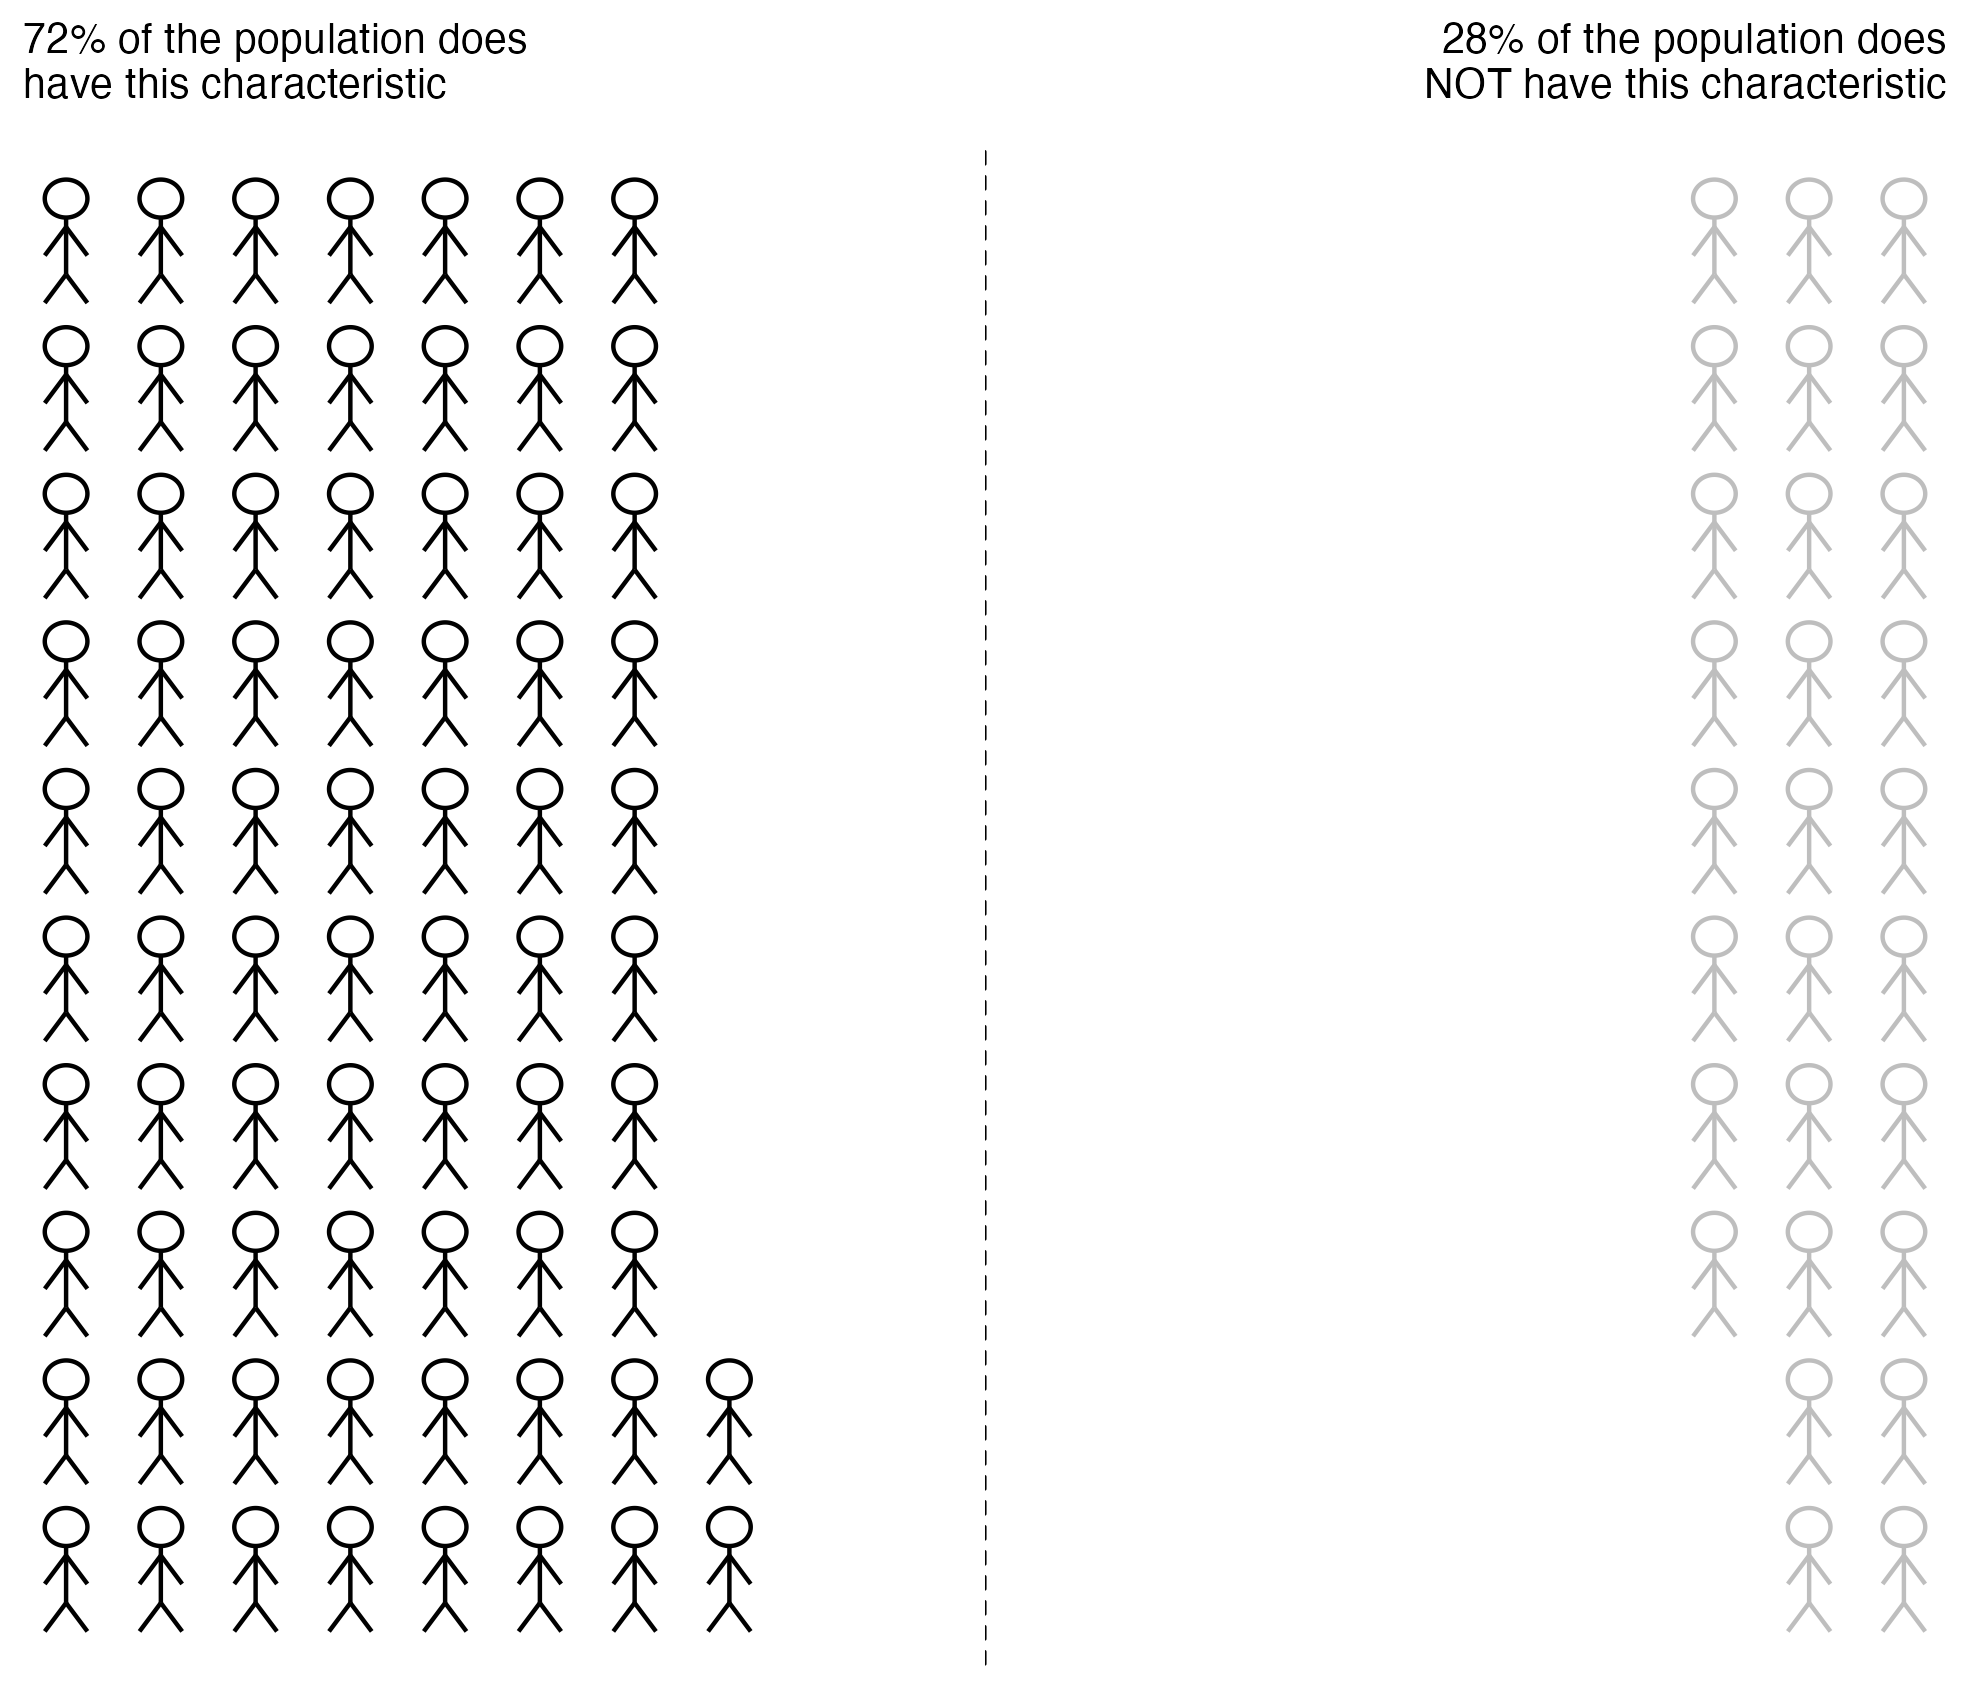 72% of the population does
have this characteristic
28% of the population does
NOT have this characteristic